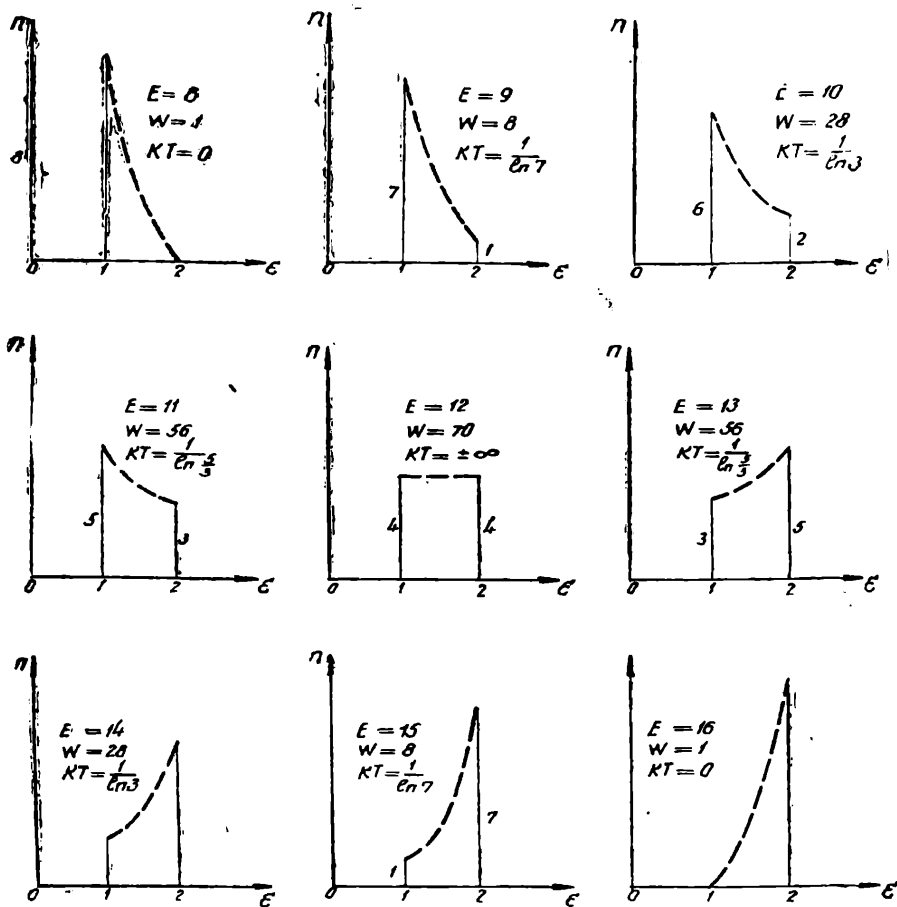 n
E = 8
W = 1
KT = 0
8
0 1 2 ε
n
E = 9
W = 8
KT = 1/ln 7
7
1
0 1 2 ε
n
E = 10
W = 28
KT = 1/ln 3
6
2
0 1 2 ε
n
E = 11
W = 56
KT = 1/ln 5/3
5
3
0 1 2 ε
n
E = 12
W = 70
KT = ±∞
4
4
0 1 2 ε
n
E = 13
W = 56
KT = 1/ln 5/3
3
5
0 1 2 ε
n
E = 14
W = 28
KT = 1/ln 3
0 1 2 ε
n
E = 15
W = 8
KT = 1/ln 7
1
7
0 1 2 ε
n
E = 16
W = 1
KT = 0
0 1 2 ε